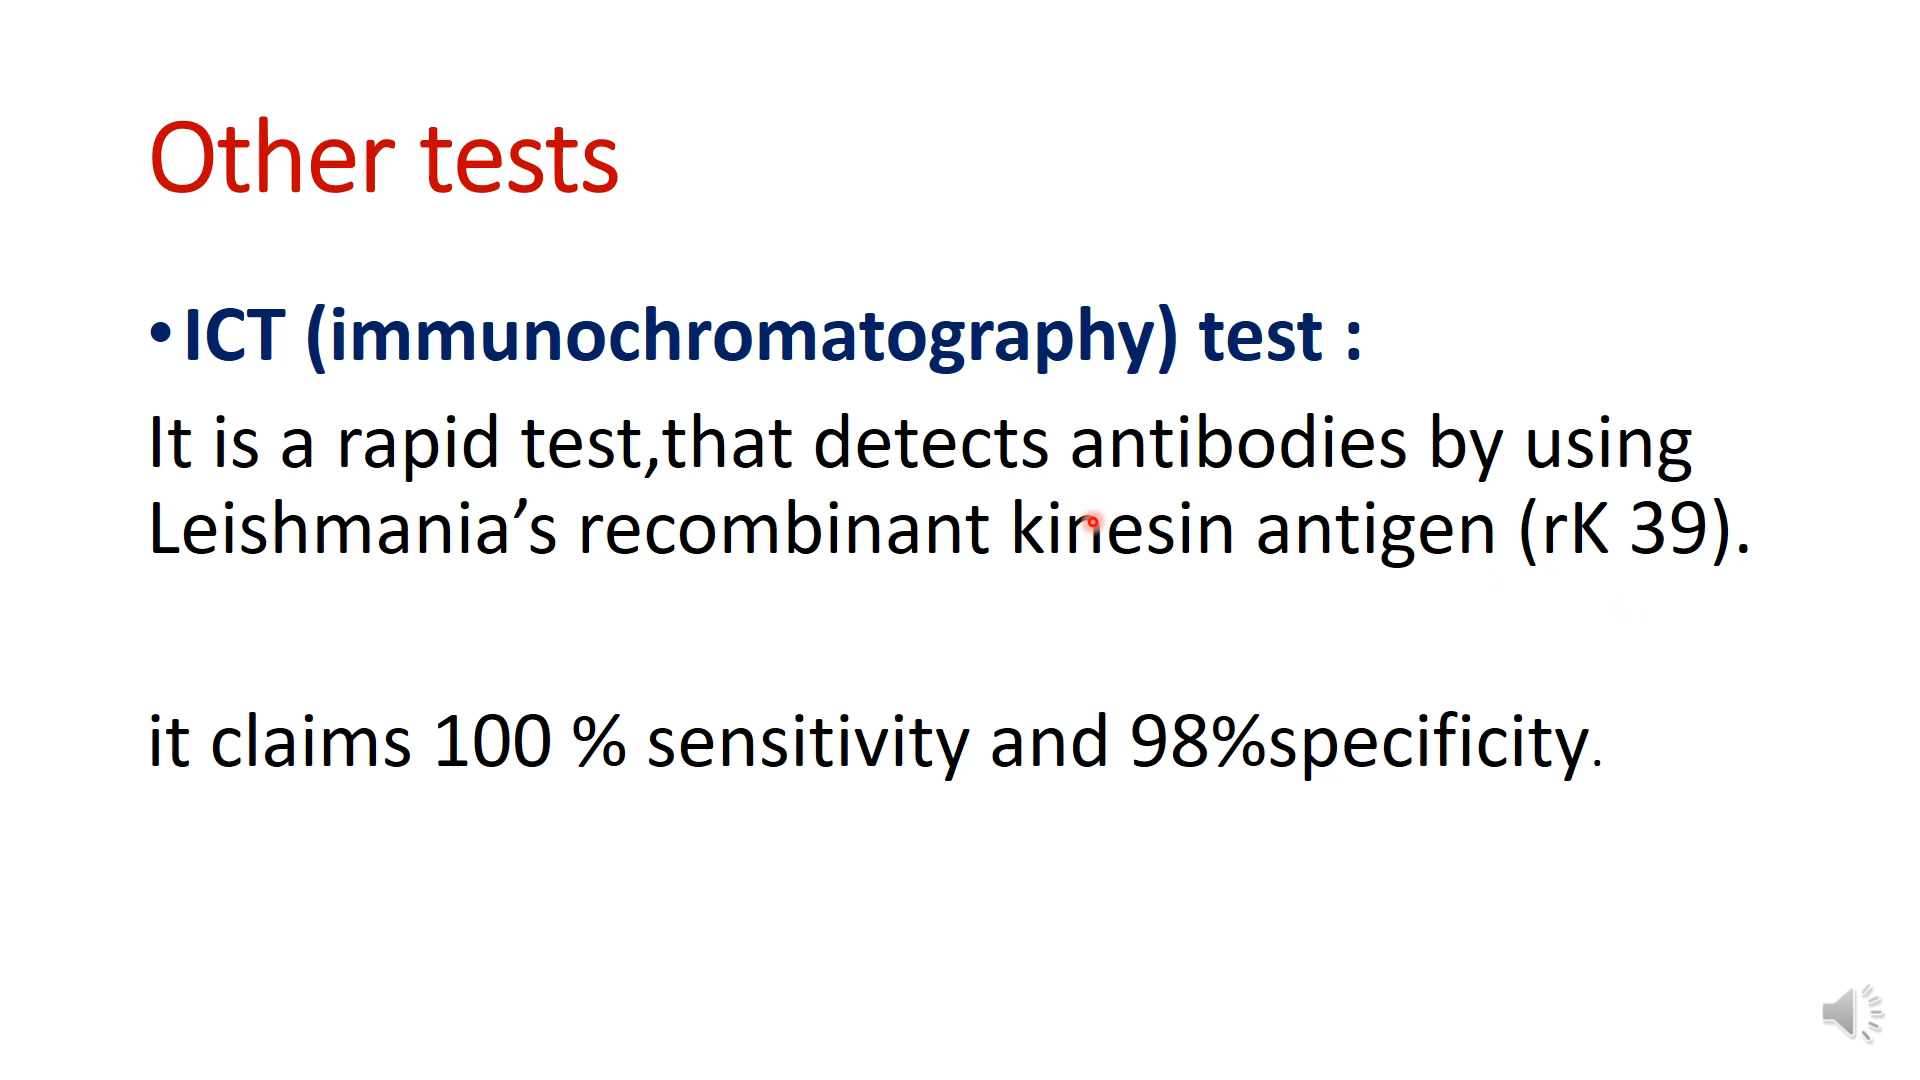 Other tests
•ICT (immunochromatography) test :
It is a rapid test,that detects antibodies by using
Leishmania’s recombinant kinesin antigen (rK 39).
it claims 100 % sensitivity and 98%specificity.